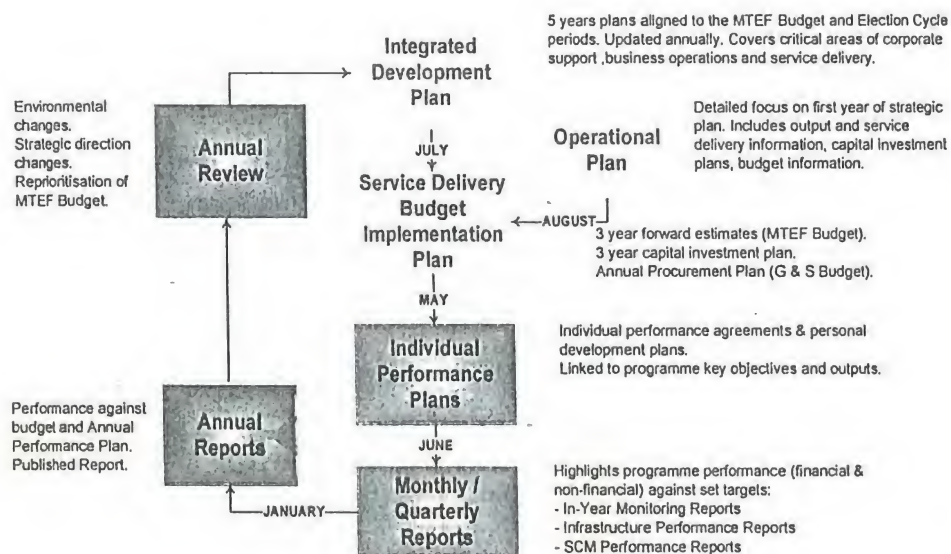 5 years plans aligned to the MTEF Budget and Election Cycle
periods. Updated annually. Covers critical areas of corporate
support ,business operations and service delivery.
Integrated
Development
Plan
Environmental
changes.
Strategic direction
changes.
Reprioritisation of
MTEF Budget.
Annual
Review
JULY
Operational
Plan
Detailed focus on first year of strategic
plan. Includes output and service
delivery information, capital investment
plans, budget information.
Service Delivery
Budget
Implementation
Plan
AUGUST
3 year forward estimates (MTEF Budget).
3 year capital investment plan.
Annual Procurement Plan (G & S Budget).
MAY
Individual
Performance
Plans
Individual performance agreements & personal
development plans.
Linked to programme key objectives and outputs.
Performance against
budget and Annual
Performance Plan.
Published Report.
Annual
Reports
JUNE
Monthly /
Quarterly
Reports
JANUARY
Highlights programme performance (financial &
non-financial) against set targets:
- In-Year Monitoring Reports
- Infrastructure Performance Reports
- SCM Performance Reports